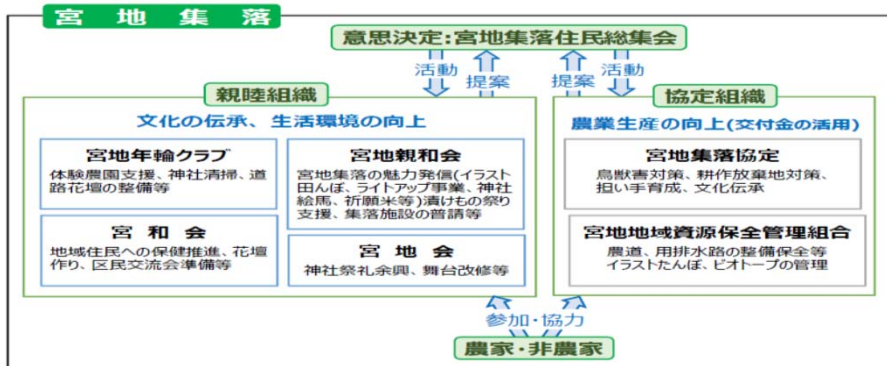 宮地集落
意思決定:宮地集落住民総集会
活動
提案
提案
活動
親睦組織
文化の伝承、生活環境の向上
宮地年輪クラブ
体験農園支援、神社清掃、道
路花壇の整備等
宮地親和会
宮地集落の魅力発信(イラスト
田んぼ、ライトアップ事業、神社
絵馬、祈願米等)漬けもの祭り
支援、集落施設の普請等
宮和会
地域住民への保健推進、花壇
作り、区民交流会準備等
宮地会
神社祭礼余興、舞台改修等
協定組織
農業生産の向上(交付金の活用)
宮地集落協定
鳥獣害対策、耕作放棄地対策、
担い手育成、文化伝承
宮地地域資源保全管理組合
農道、用排水路の整備保全等
イラストたんぼ、ビオトープの管理
参加・協力
農家・非農家